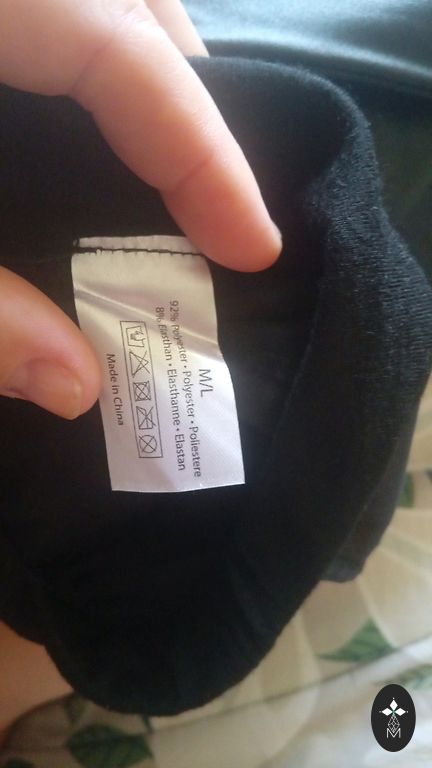 M/L
92% Polyester • Polyester • Poliestere
8% Elasthan • Elasthanne • Elastan
Made in China